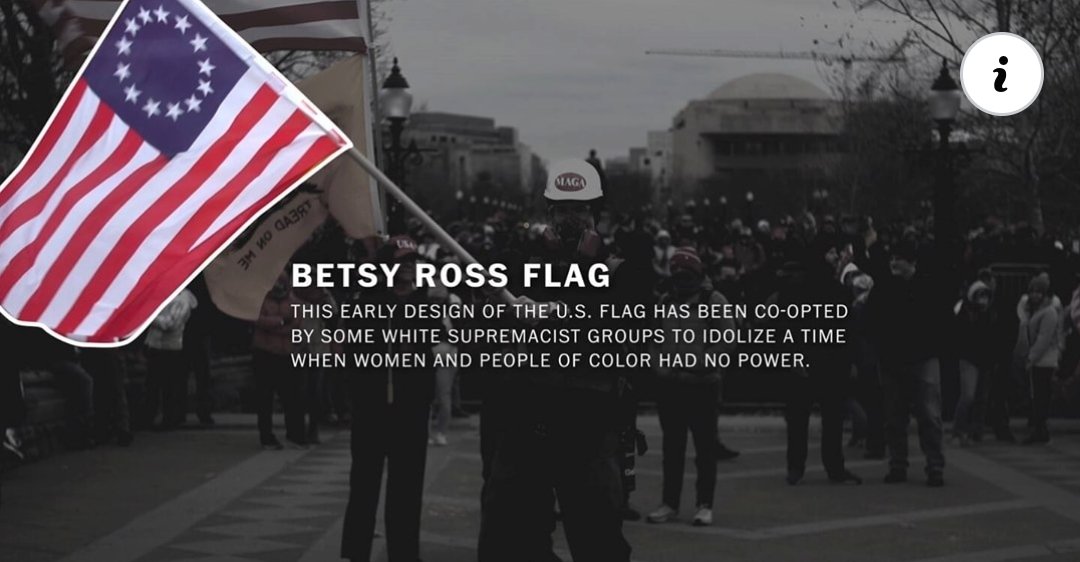 i
MAGA
TREAD ON ME
USA
BETSY ROSS FLAG
THIS EARLY DESIGN OF THE U.S. FLAG HAS BEEN CO-OPTED
BY SOME WHITE SUPREMACIST GROUPS TO IDOLIZE A TIME
WHEN WOMEN AND PEOPLE OF COLOR HAD NO POWER.